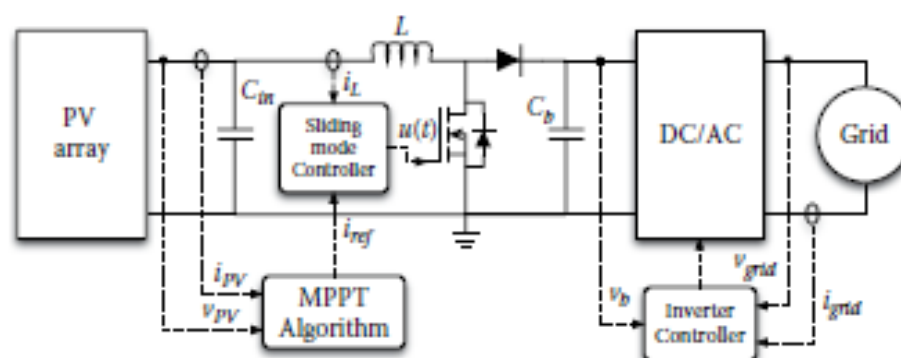 L
C_in
i_L
PV
array
Sliding
mode
Controller
u(t)
C_b
DC/AC
Grid
i_ref
i_PV
v_PV
MPPT
Algorithm
v_b
v_grid
i_grid
Inverter
Controller